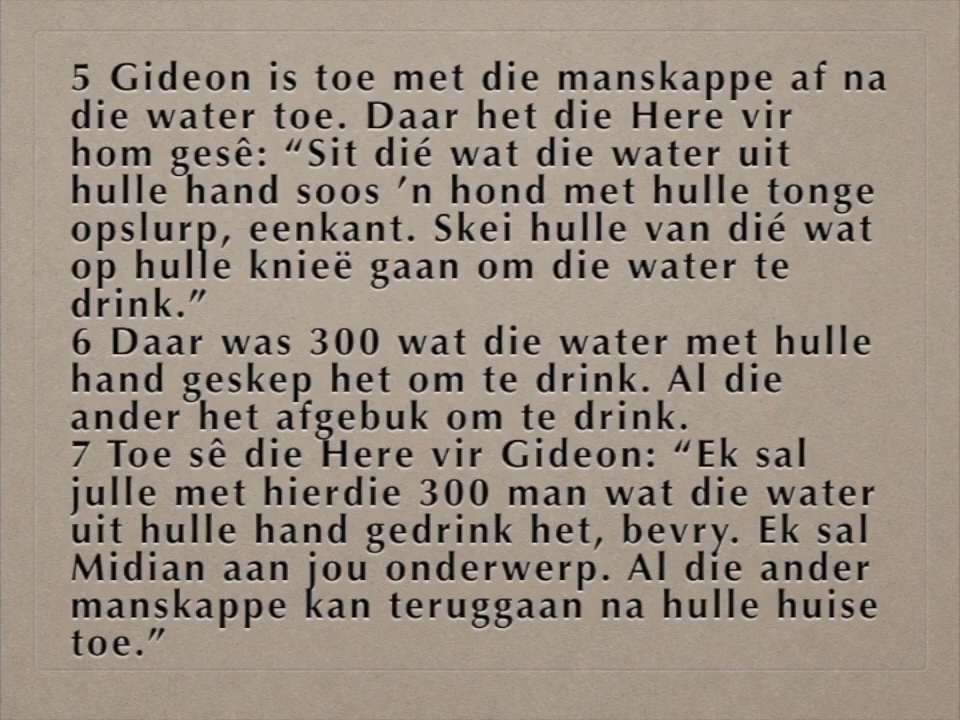 5 Gideon is toe met die manskappe af na
die water toe. Daar het die Here vir
hom gesê: “Sit dié wat die water uit
hulle hand soos ’n hond met hulle tonge
opslurp, eenkant. Skei hulle van dié wat
op hulle knieë gaan om die water te
drink.”
6 Daar was 300 wat die water met hulle
hand geskep het om te drink. Al die
ander het afgebuk om te drink.
7 Toe sê die Here vir Gideon: “Ek sal
julle met hierdie 300 man wat die water
uit hulle hand gedrink het, bevry. Ek sal
Midian aan jou onderwerp. Al die ander
manskappe kan teruggaan na hulle huise
toe.”